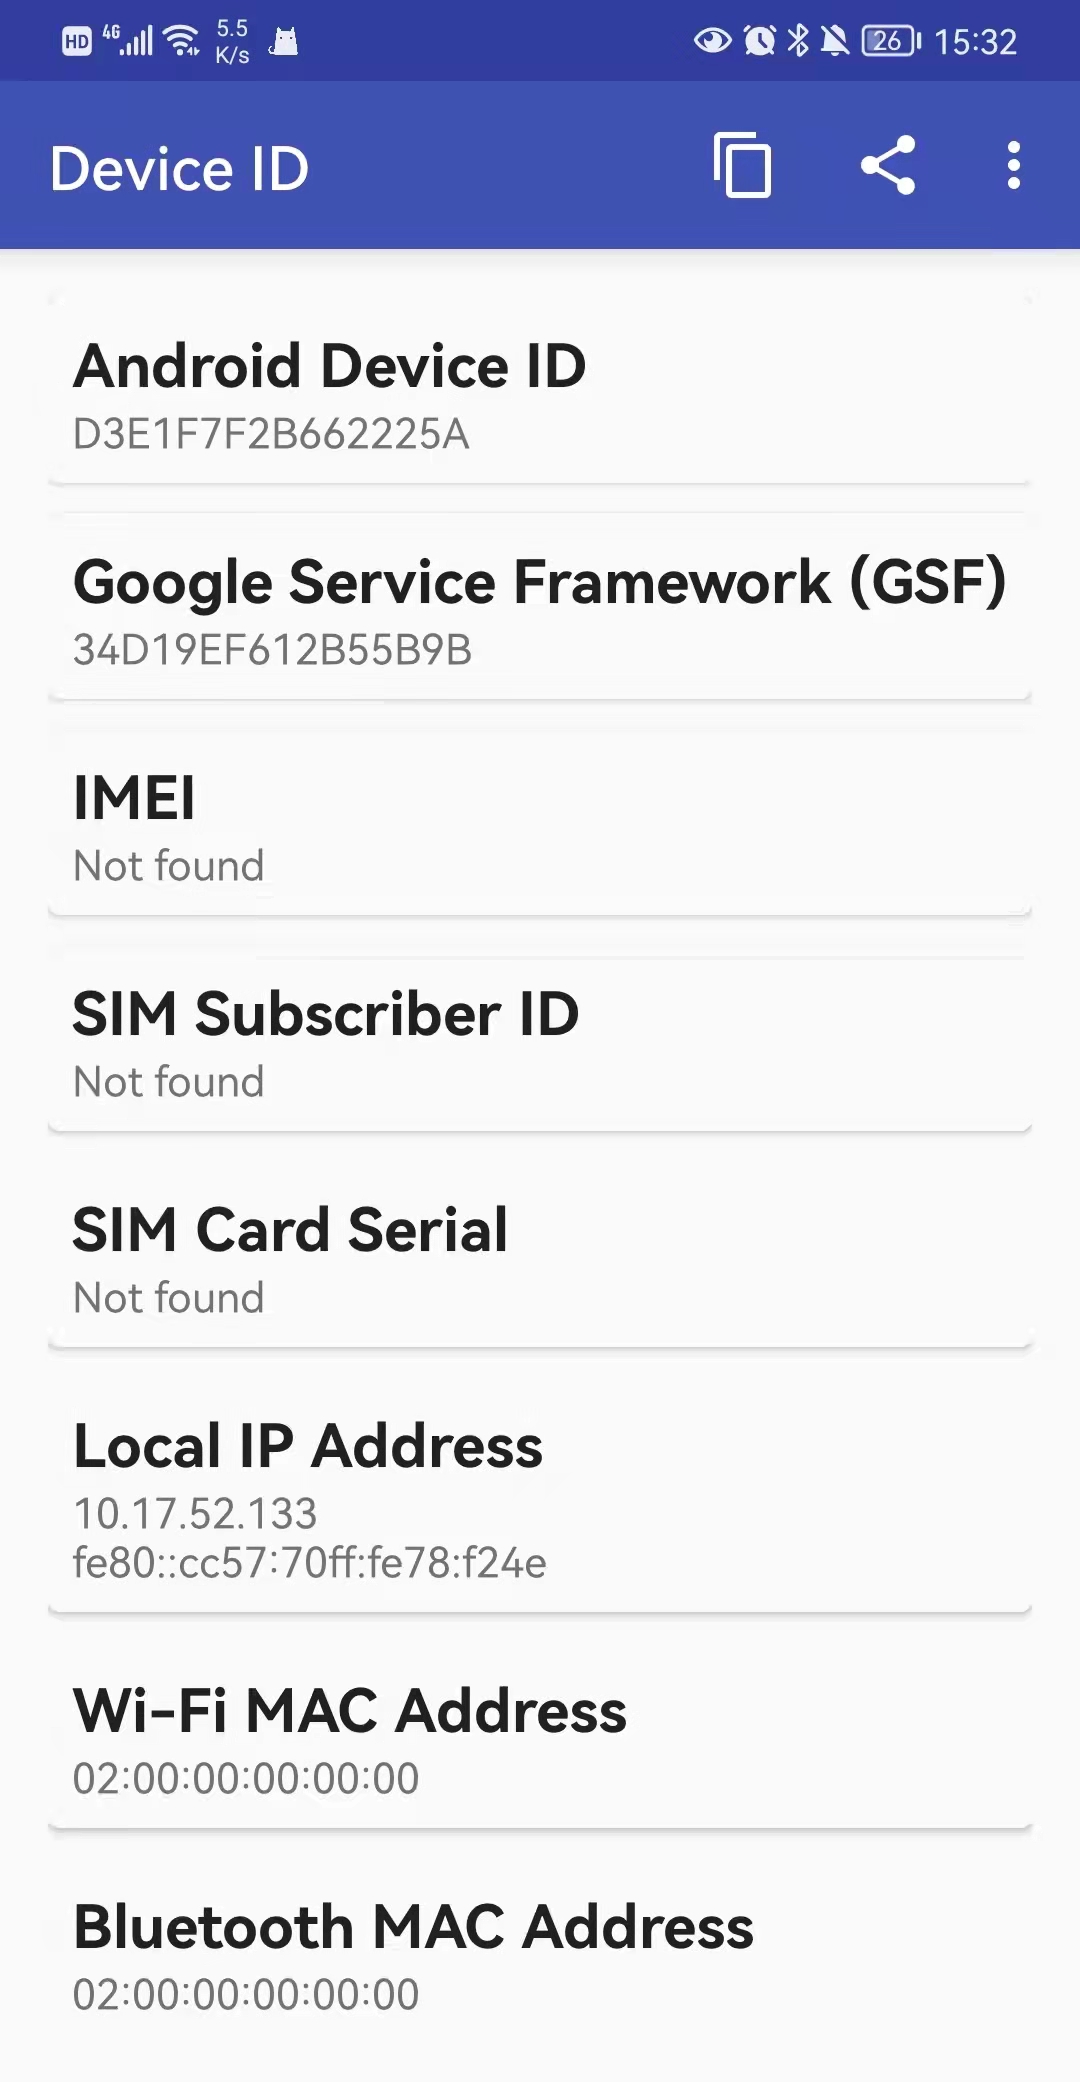 HD 4G 5.5 K/s 26 15:32
Device ID
Android Device ID
D3E1F7F2B662225A
Google Service Framework (GSF)
34D19EF612B55B9B
IMEI
Not found
SIM Subscriber ID
Not found
SIM Card Serial
Not found
Local IP Address
10.17.52.133
fe80::cc57:70ff:fe78:f24e
Wi-Fi MAC Address
02:00:00:00:00:00
Bluetooth MAC Address
02:00:00:00:00:00